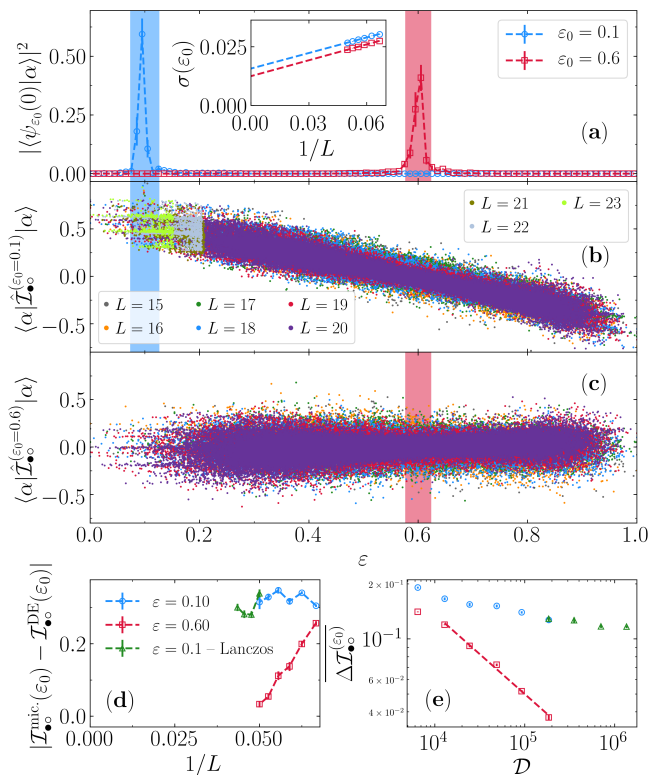 |⟨ψ_{ε₀}(0)|α⟩|²
0.50
0.25
0.00
σ(ε₀)
0.025
0.000
0.00
0.03
0.06
1/L
ε₀ = 0.1
ε₀ = 0.6
(a)
⟨α|Î_{●○}^{(ε₀=0.1)}|α⟩
0.5
0.0
−0.5
L = 21
L = 22
L = 23
(b)
L = 15
L = 16
L = 17
L = 18
L = 19
L = 20
⟨α|Î_{●○}^{(ε₀=0.6)}|α⟩
0.5
0.0
−0.5
(c)
0.0
0.2
0.4
0.6
0.8
1.0
ε
|I_{●○}^{mic.}(ε₀) − I_{●○}^{DE}(ε₀)|
0.2
0.0
ε = 0.10
ε = 0.60
ε = 0.1 – Lanczos
(d)
0.000
0.025
0.050
1/L
ΔI_{●○}^{(ε₀)}
2 × 10⁻¹
10⁻¹
6 × 10⁻²
4 × 10⁻²
(e)
10⁴
10⁵
10⁶
D